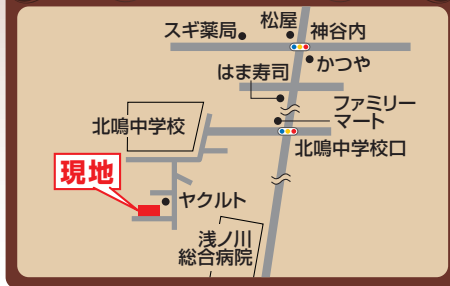 松屋
スギ薬局
神谷内
かつや
はま寿司
ファミリー
マート
北鳴中学校
北鳴中学校口
現地
ヤクルト
浅ノ川
総合病院